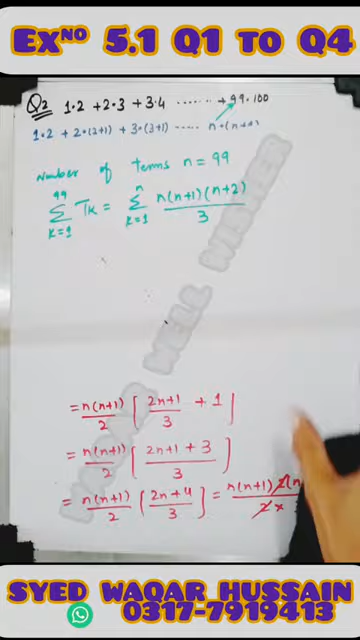 Ex№ 5.1 Q1 TO Q4
Q2 1·2 + 2·3 + 3·4 ........ + 99·100
1·2 + 2·(2+1) + 3·(3+1) ..... n·(n+1)
Number of terms n = 99
99 ∑ k=1 Tk = n ∑ k=1 n(n+1)(n+2) / 3
= n(n+1)/2 [ 2n+1/3 + 1 ]
= n(n+1)/2 [ 2n+1+3 / 3 ]
= n(n+1)/2 [ 2n+4 / 3 ] = n(n+1) 2(n
SYED WAQAR HUSSAIN
0317-7919413